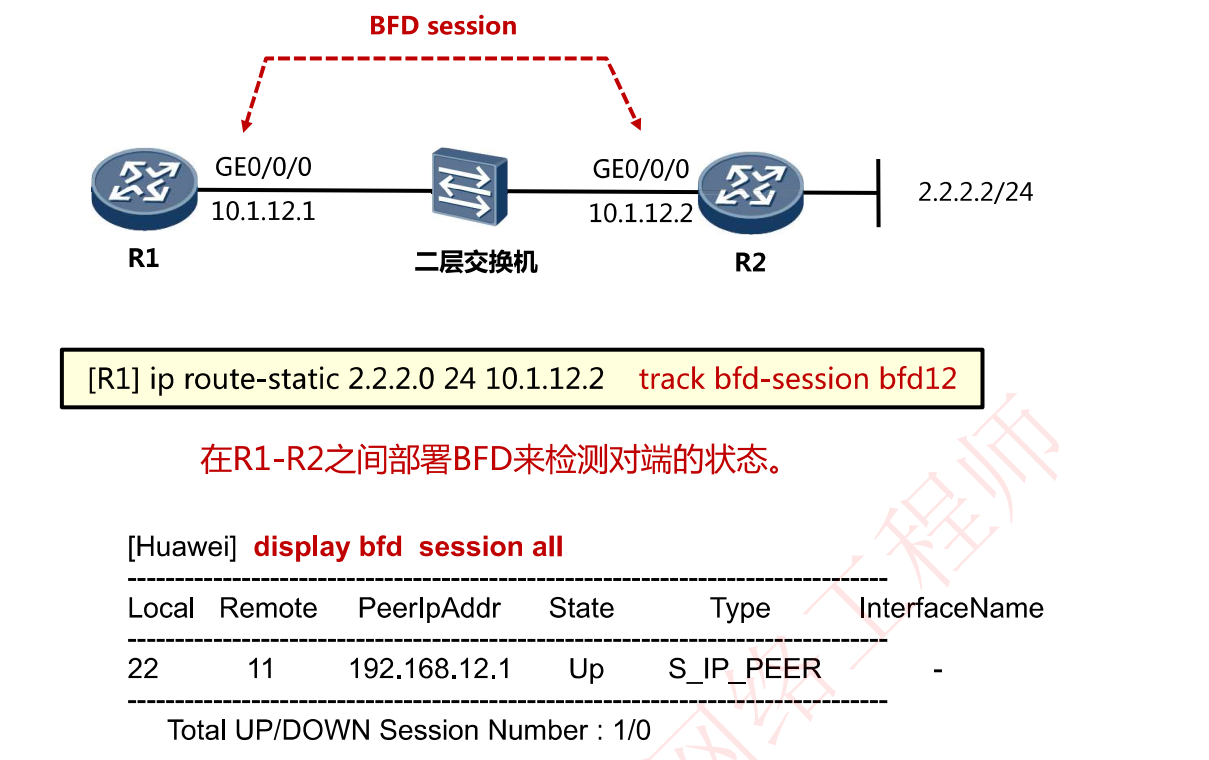 BFD session
GE0/0/0 GE0/0/0
10.1.12.1 10.1.12.2 2.2.2.2/24
R1 二层交换机 R2
[R1] ip route-static 2.2.2.0 24 10.1.12.2 track bfd-session bfd12
在R1-R2之间部署BFD来检测对端的状态。
[Huawei] display bfd session all
--------------------------------------------------------------------------------
Local Remote PeerIpAddr State Type InterfaceName
--------------------------------------------------------------------------------
22 11 192.168.12.1 Up S_IP_PEER -
--------------------------------------------------------------------------------
Total UP/DOWN Session Number : 1/0
网络工程师